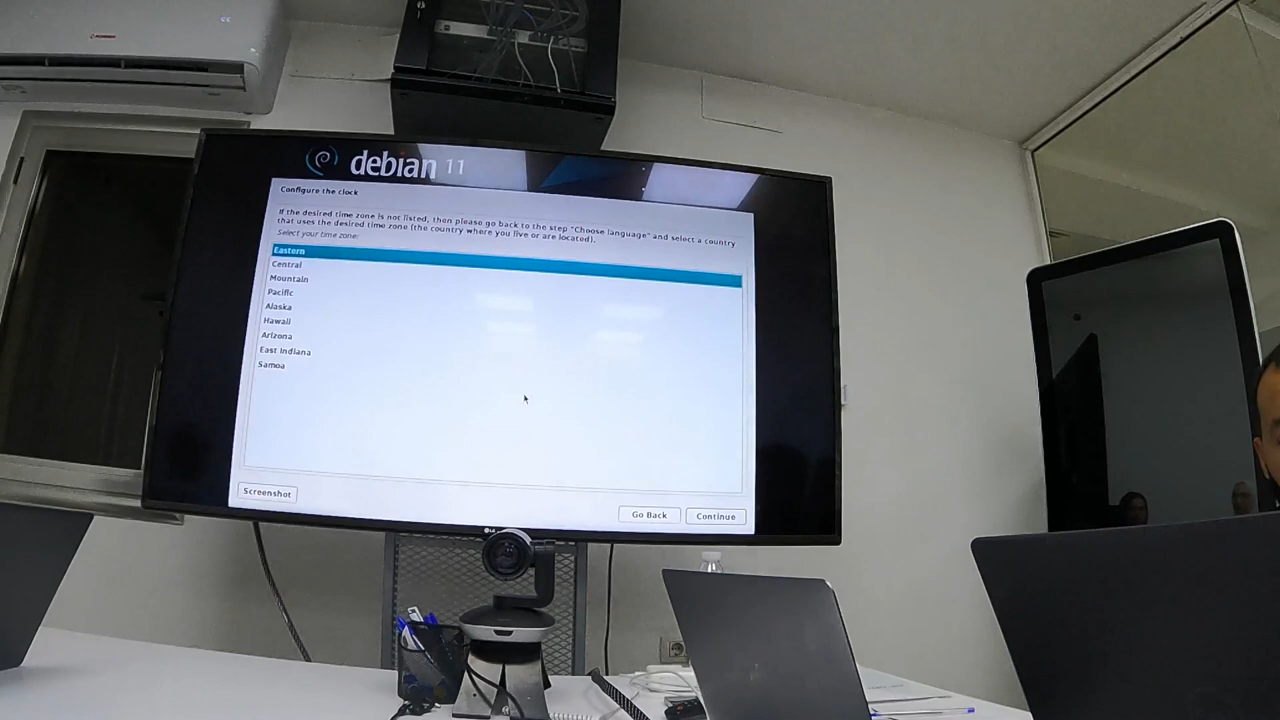 debian 11
Configure the clock
If the desired time zone is not listed, then please go back to the step "Choose language" and select a country
that uses the desired time zone (the country where you live or are located).
Select your time zone:
Eastern
Central
Mountain
Pacific
Alaska
Hawaii
Arizona
East Indiana
Samoa
Screenshot
Go Back
Continue
LG